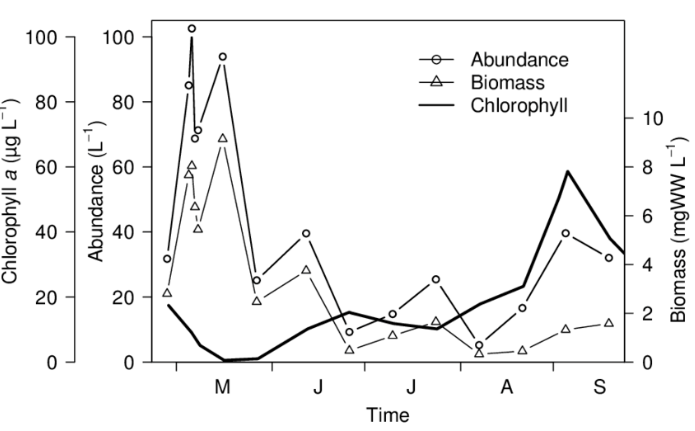 100
80
60
40
20
0
Chlorophyll a (µg L⁻¹)
100
80
60
40
20
0
Abundance (L⁻¹)
Abundance
Biomass
Chlorophyll
10
8
6
4
2
0
Biomass (mgWW L⁻¹)
M J J A S
Time